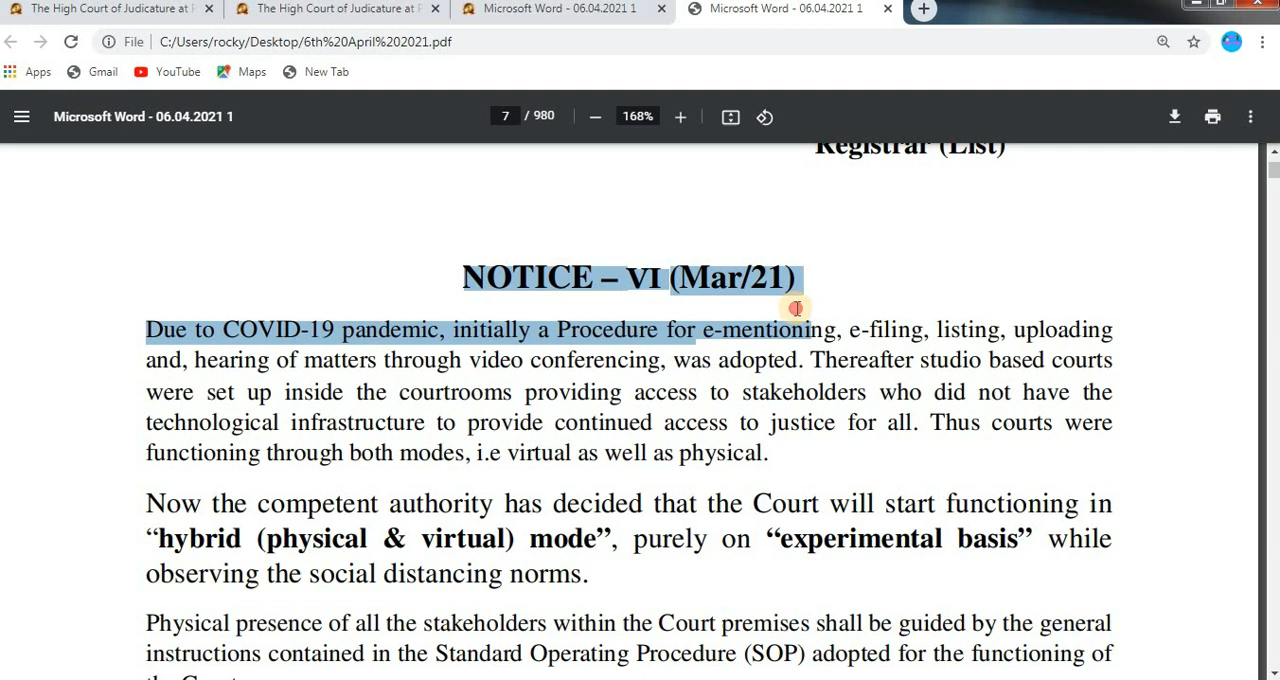 The High Court of Judicature at P
The High Court of Judicature at P
Microsoft Word - 06.04.2021 1
Microsoft Word - 06.04.2021 1
File
C:/Users/rocky/Desktop/6th%20April%202021.pdf
Apps
Gmail
YouTube
Maps
New Tab
Microsoft Word - 06.04.2021 1
7 / 980
168%
Registrar (List)
NOTICE – VI (Mar/21)
Due to COVID-19 pandemic, initially a Procedure for e-mentioning, e-filing, listing, uploading
and, hearing of matters through video conferencing, was adopted. Thereafter studio based courts
were set up inside the courtrooms providing access to stakeholders who did not have the
technological infrastructure to provide continued access to justice for all. Thus courts were
functioning through both modes, i.e virtual as well as physical.
Now the competent authority has decided that the Court will start functioning in
“hybrid (physical & virtual) mode”, purely on “experimental basis” while
observing the social distancing norms.
Physical presence of all the stakeholders within the Court premises shall be guided by the general
instructions contained in the Standard Operating Procedure (SOP) adopted for the functioning of